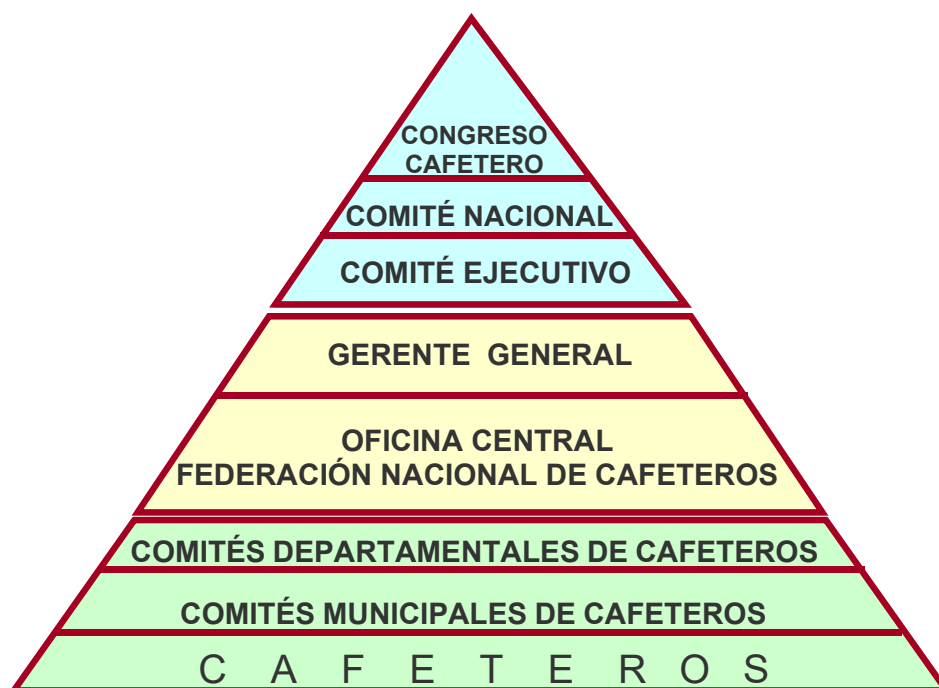 CONGRESO
CAFETERO
COMITÉ NACIONAL
COMITÉ EJECUTIVO
GERENTE GENERAL
OFICINA CENTRAL
FEDERACIÓN NACIONAL DE CAFETEROS
COMITÉS DEPARTAMENTALES DE CAFETEROS
COMITÉS MUNICIPALES DE CAFETEROS
C A F E T E R O S